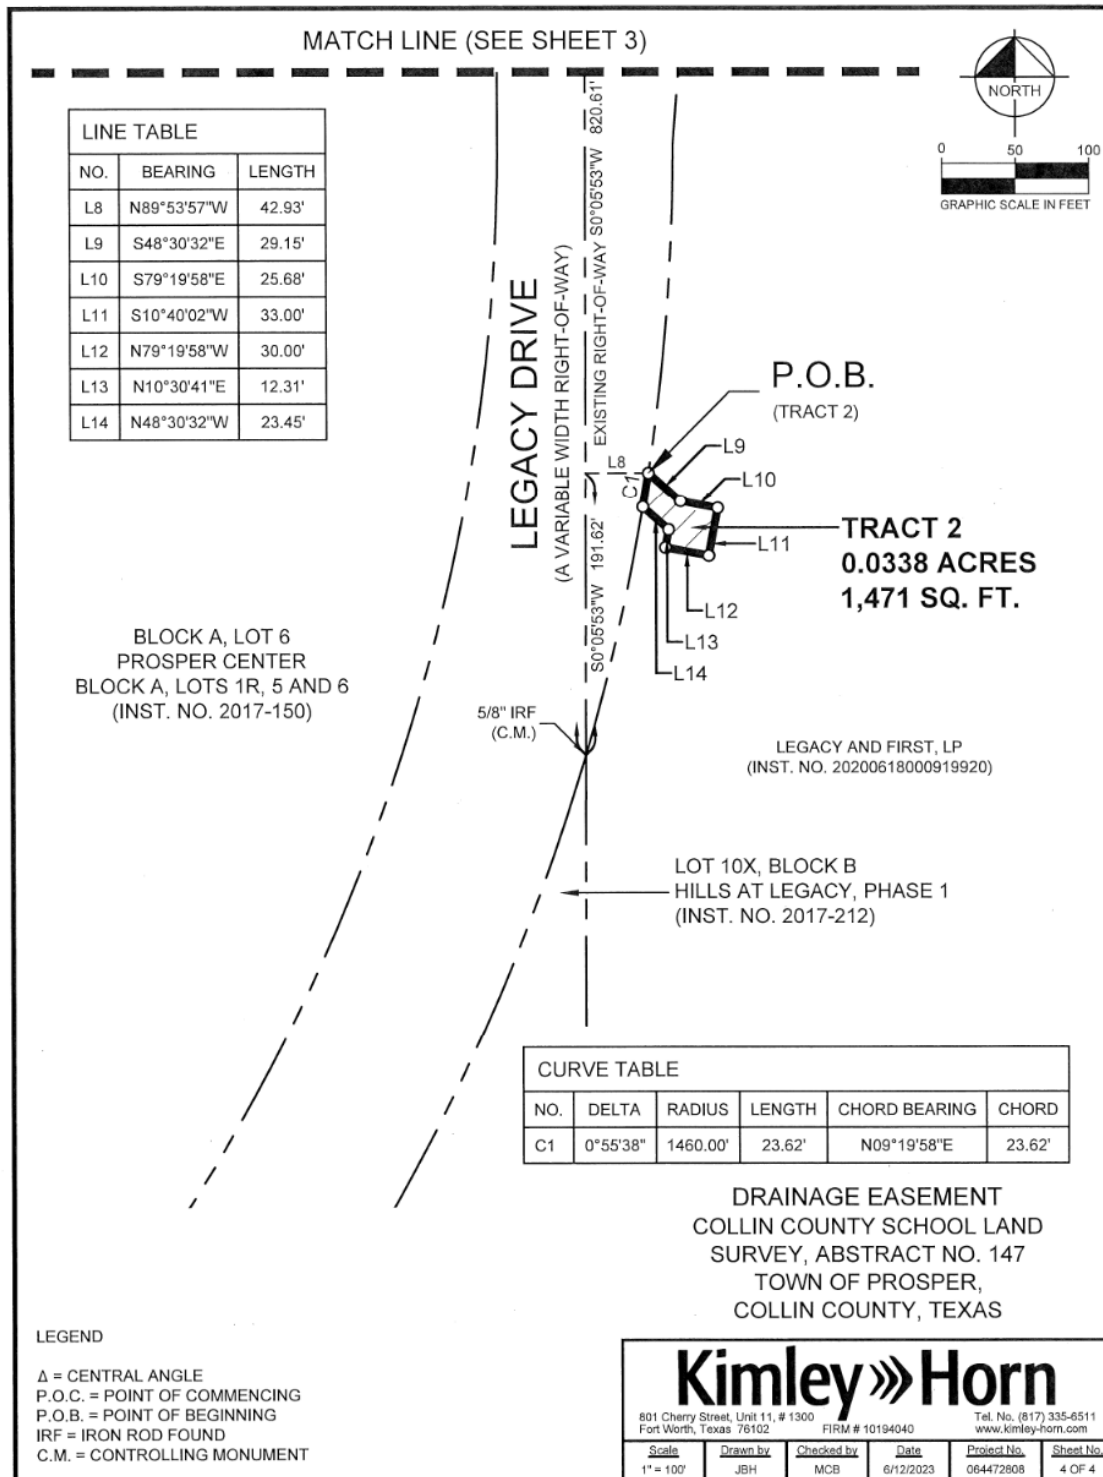 MATCH LINE (SEE SHEET 3)
NORTH
0 50 100
GRAPHIC SCALE IN FEET
LINE TABLE
NO. BEARING LENGTH
L8 N89°53'57"W 42.93'
L9 S48°30'32"E 29.15'
L10 S79°19'58"E 25.68'
L11 S10°40'02"W 33.00'
L12 N79°19'58"W 30.00'
L13 N10°30'41"E 12.31'
L14 N48°30'32"W 23.45'
LEGACY DRIVE
(A VARIABLE WIDTH RIGHT-OF-WAY)
EXISTING RIGHT-OF-WAY S0°05'53"W 820.61'
P.O.B.
(TRACT 2)
L8
C1
L9
L10
L11
L12
L13
L14
S0°05'53"W 191.62'
TRACT 2
0.0338 ACRES
1,471 SQ. FT.
BLOCK A, LOT 6
PROSPER CENTER
BLOCK A, LOTS 1R, 5 AND 6
(INST. NO. 2017-150)
5/8" IRF
(C.M.)
LEGACY AND FIRST, LP
(INST. NO. 20200618000919920)
LOT 10X, BLOCK B
HILLS AT LEGACY, PHASE 1
(INST. NO. 2017-212)
CURVE TABLE
NO. DELTA RADIUS LENGTH CHORD BEARING CHORD
C1 0°55'38" 1460.00' 23.62' N09°19'58"E 23.62'
DRAINAGE EASEMENT
COLLIN COUNTY SCHOOL LAND
SURVEY, ABSTRACT NO. 147
TOWN OF PROSPER,
COLLIN COUNTY, TEXAS
LEGEND
Δ = CENTRAL ANGLE
P.O.C. = POINT OF COMMENCING
P.O.B. = POINT OF BEGINNING
IRF = IRON ROD FOUND
C.M. = CONTROLLING MONUMENT
Kimley»Horn
801 Cherry Street, Unit 11, # 1300 Tel. No. (817) 335-6511
Fort Worth, Texas 76102 FIRM # 10194040 www.kimley-horn.com
Scale Drawn by Checked by Date Project No. Sheet No.
1" = 100' JBH MCB 6/12/2023 064472808 4 OF 4